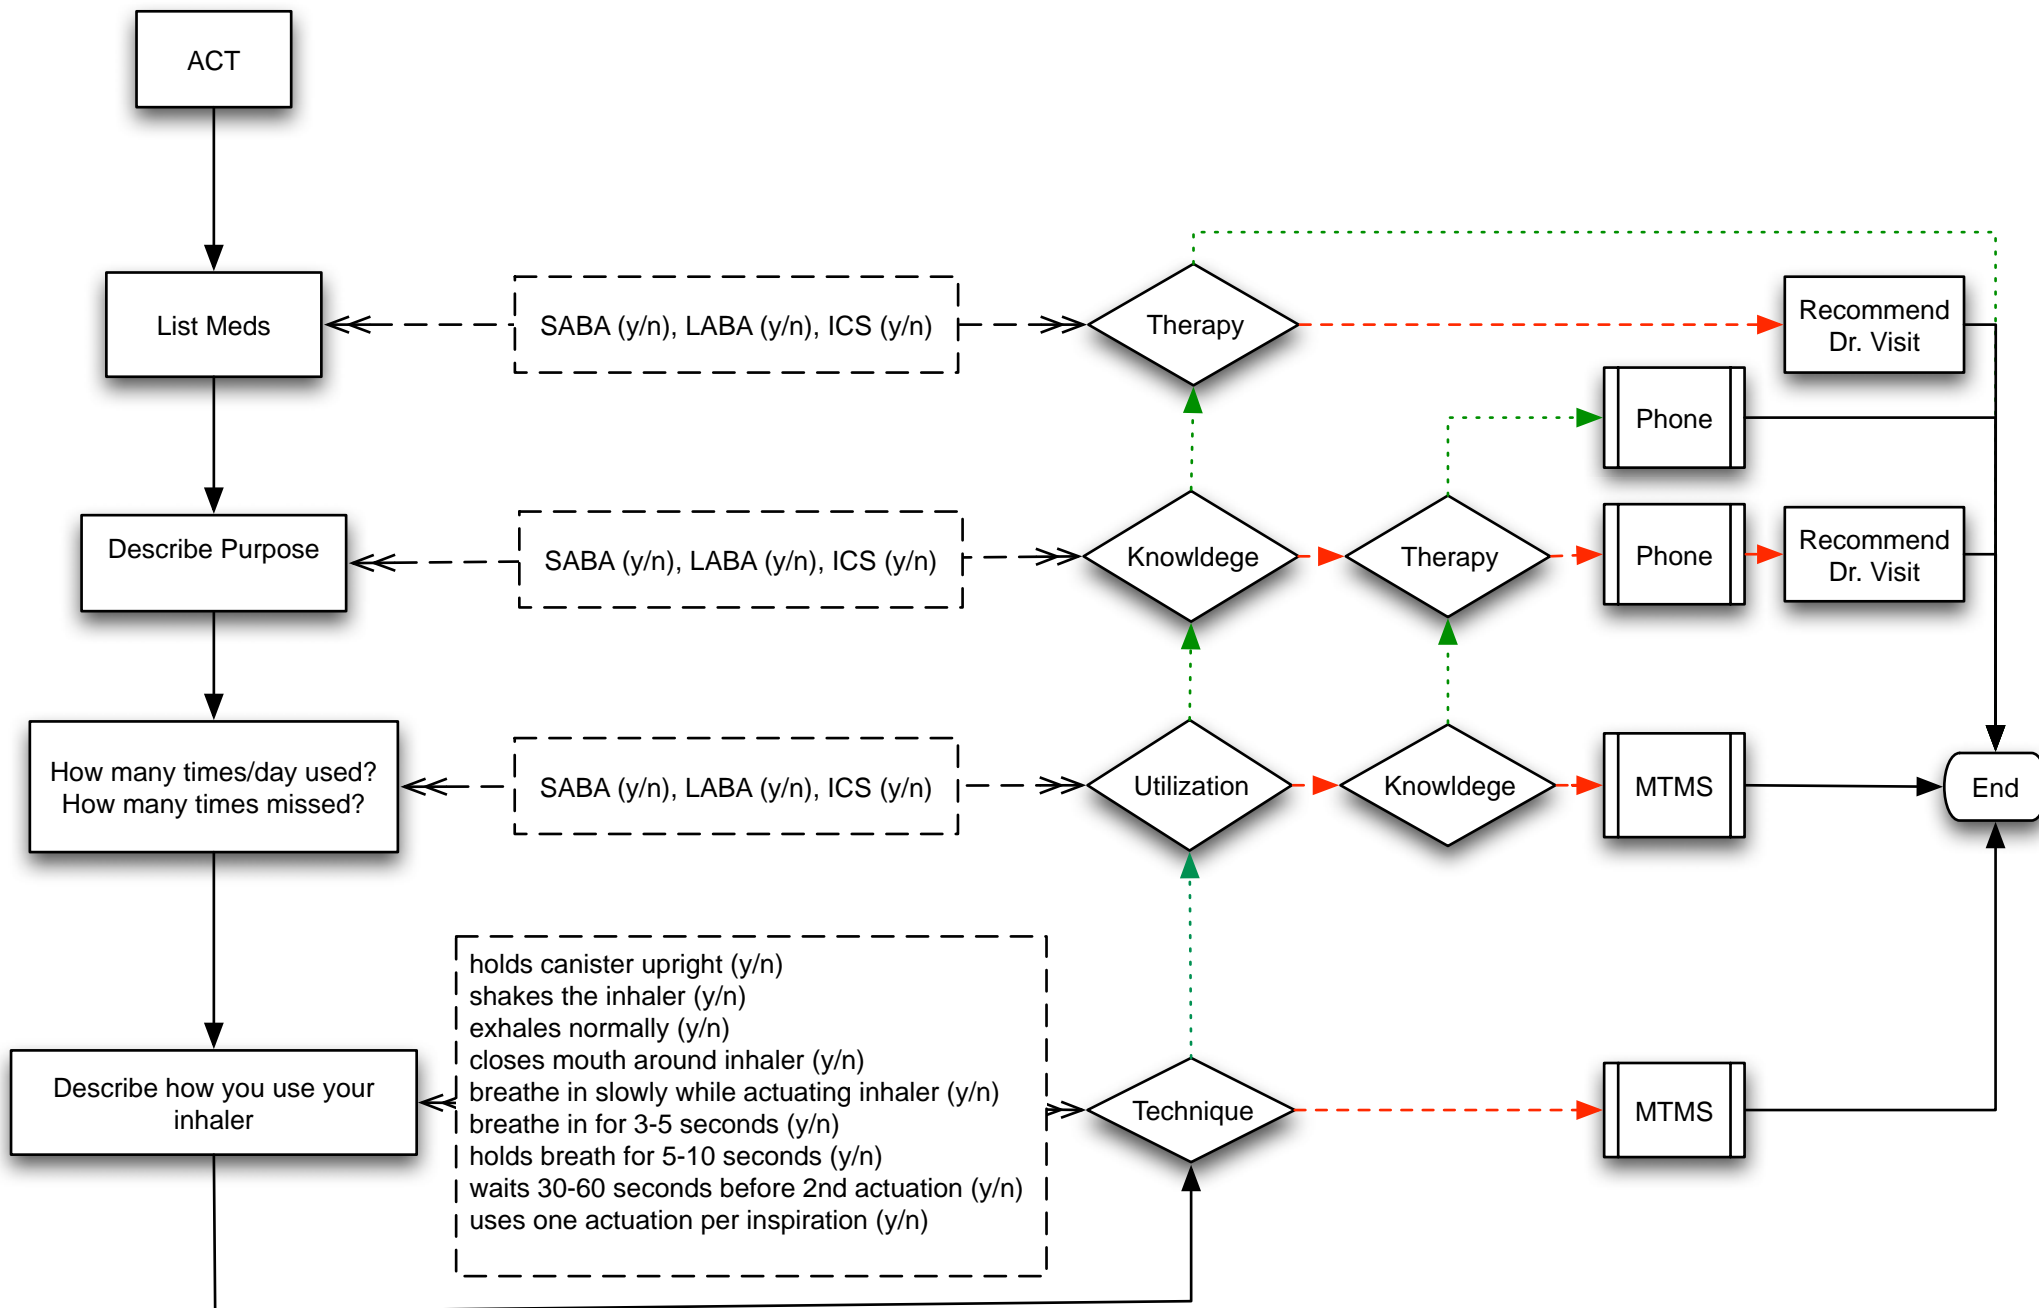 ACT
List Meds
SABA (y/n), LABA (y/n), ICS (y/n)
Therapy
Recommend
Dr. Visit
Phone
Describe Purpose
SABA (y/n), LABA (y/n), ICS (y/n)
Knowldege
Therapy
Phone
Recommend
Dr. Visit
How many times/day used?
How many times missed?
SABA (y/n), LABA (y/n), ICS (y/n)
Utilization
Knowldege
MTMS
End
Describe how you use your
inhaler
holds canister upright (y/n)
shakes the inhaler (y/n)
exhales normally (y/n)
closes mouth around inhaler (y/n)
breathe in slowly while actuating inhaler (y/n)
breathe in for 3-5 seconds (y/n)
holds breath for 5-10 seconds (y/n)
waits 30-60 seconds before 2nd actuation (y/n)
uses one actuation per inspiration (y/n)
Technique
MTMS